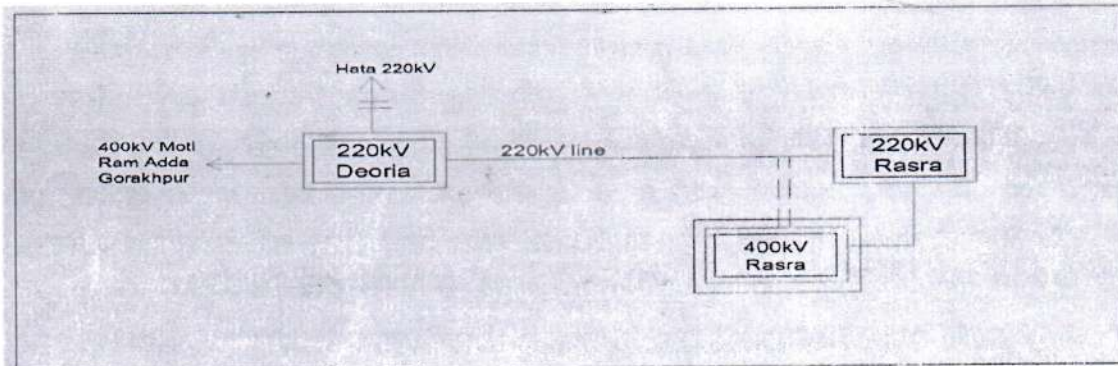 Hata 220kV
400kV Moti
Ram Adda
Gorakhpur
220kV
Deoria
220kV line
220kV
Rasra
400kV
Rasra